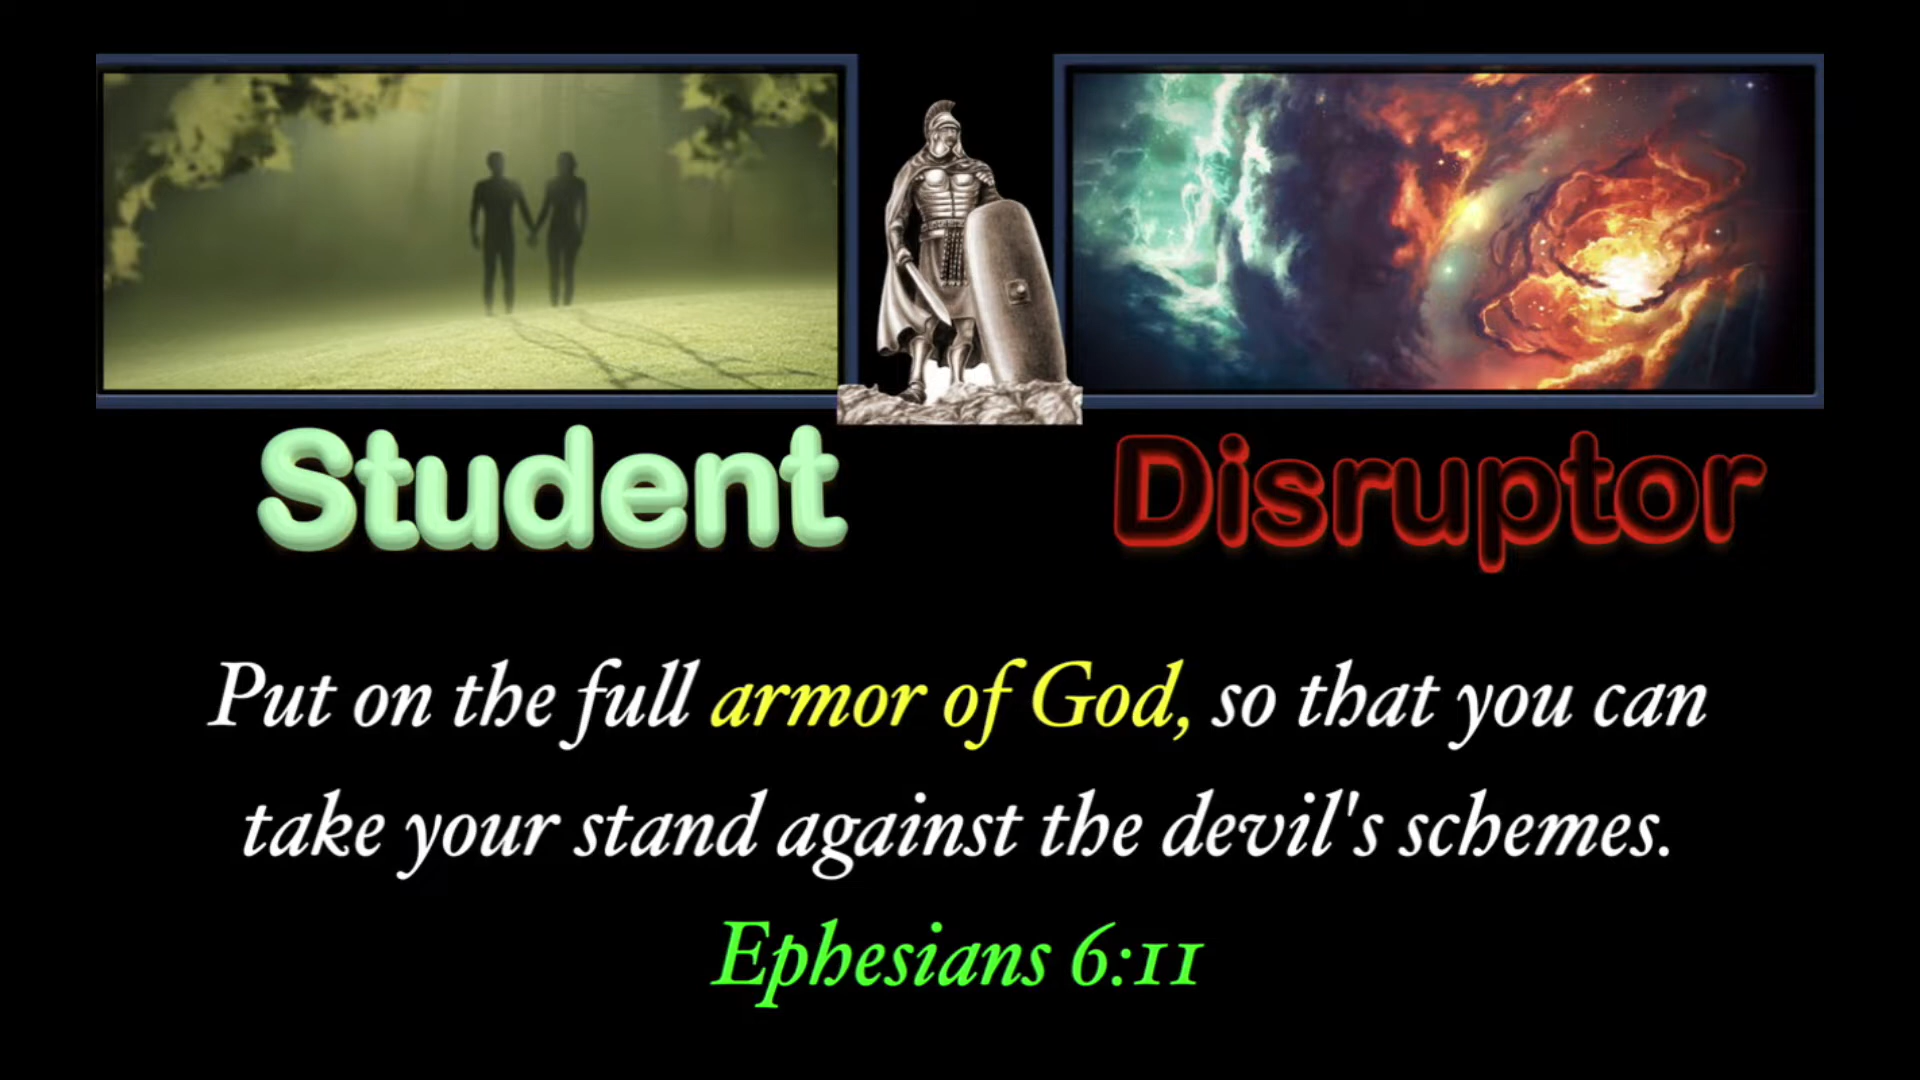 Student
Disruptor
Put on the full armor of God, so that you can
take your stand against the devil's schemes.
Ephesians 6:11